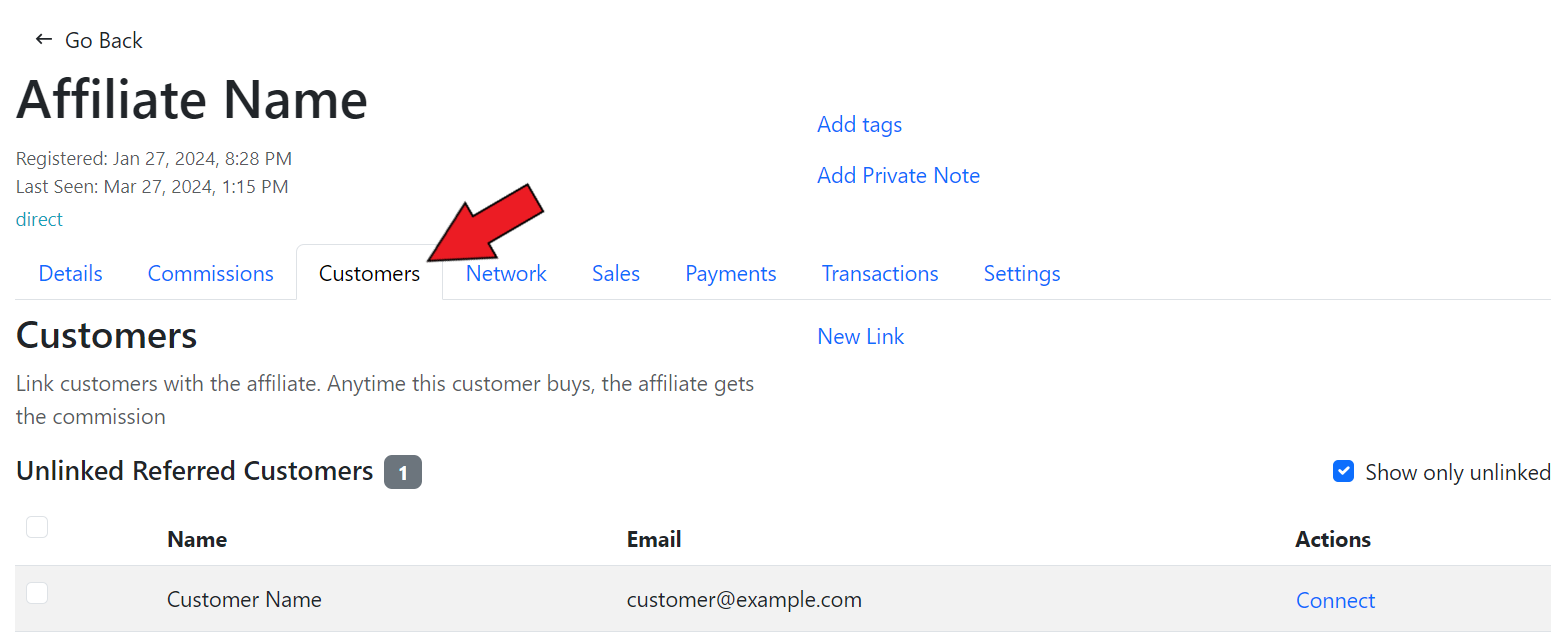 ← Go Back
Affiliate Name
Registered: Jan 27, 2024, 8:28 PM
Last Seen: Mar 27, 2024, 1:15 PM
direct
Add tags
Add Private Note
Details Commissions Customers Network Sales Payments Transactions Settings
Customers
Link customers with the affiliate. Anytime this customer buys, the affiliate gets
the commission
New Link
Unlinked Referred Customers 1
Show only unlinked
Name Email Actions
Customer Name customer@example.com Connect